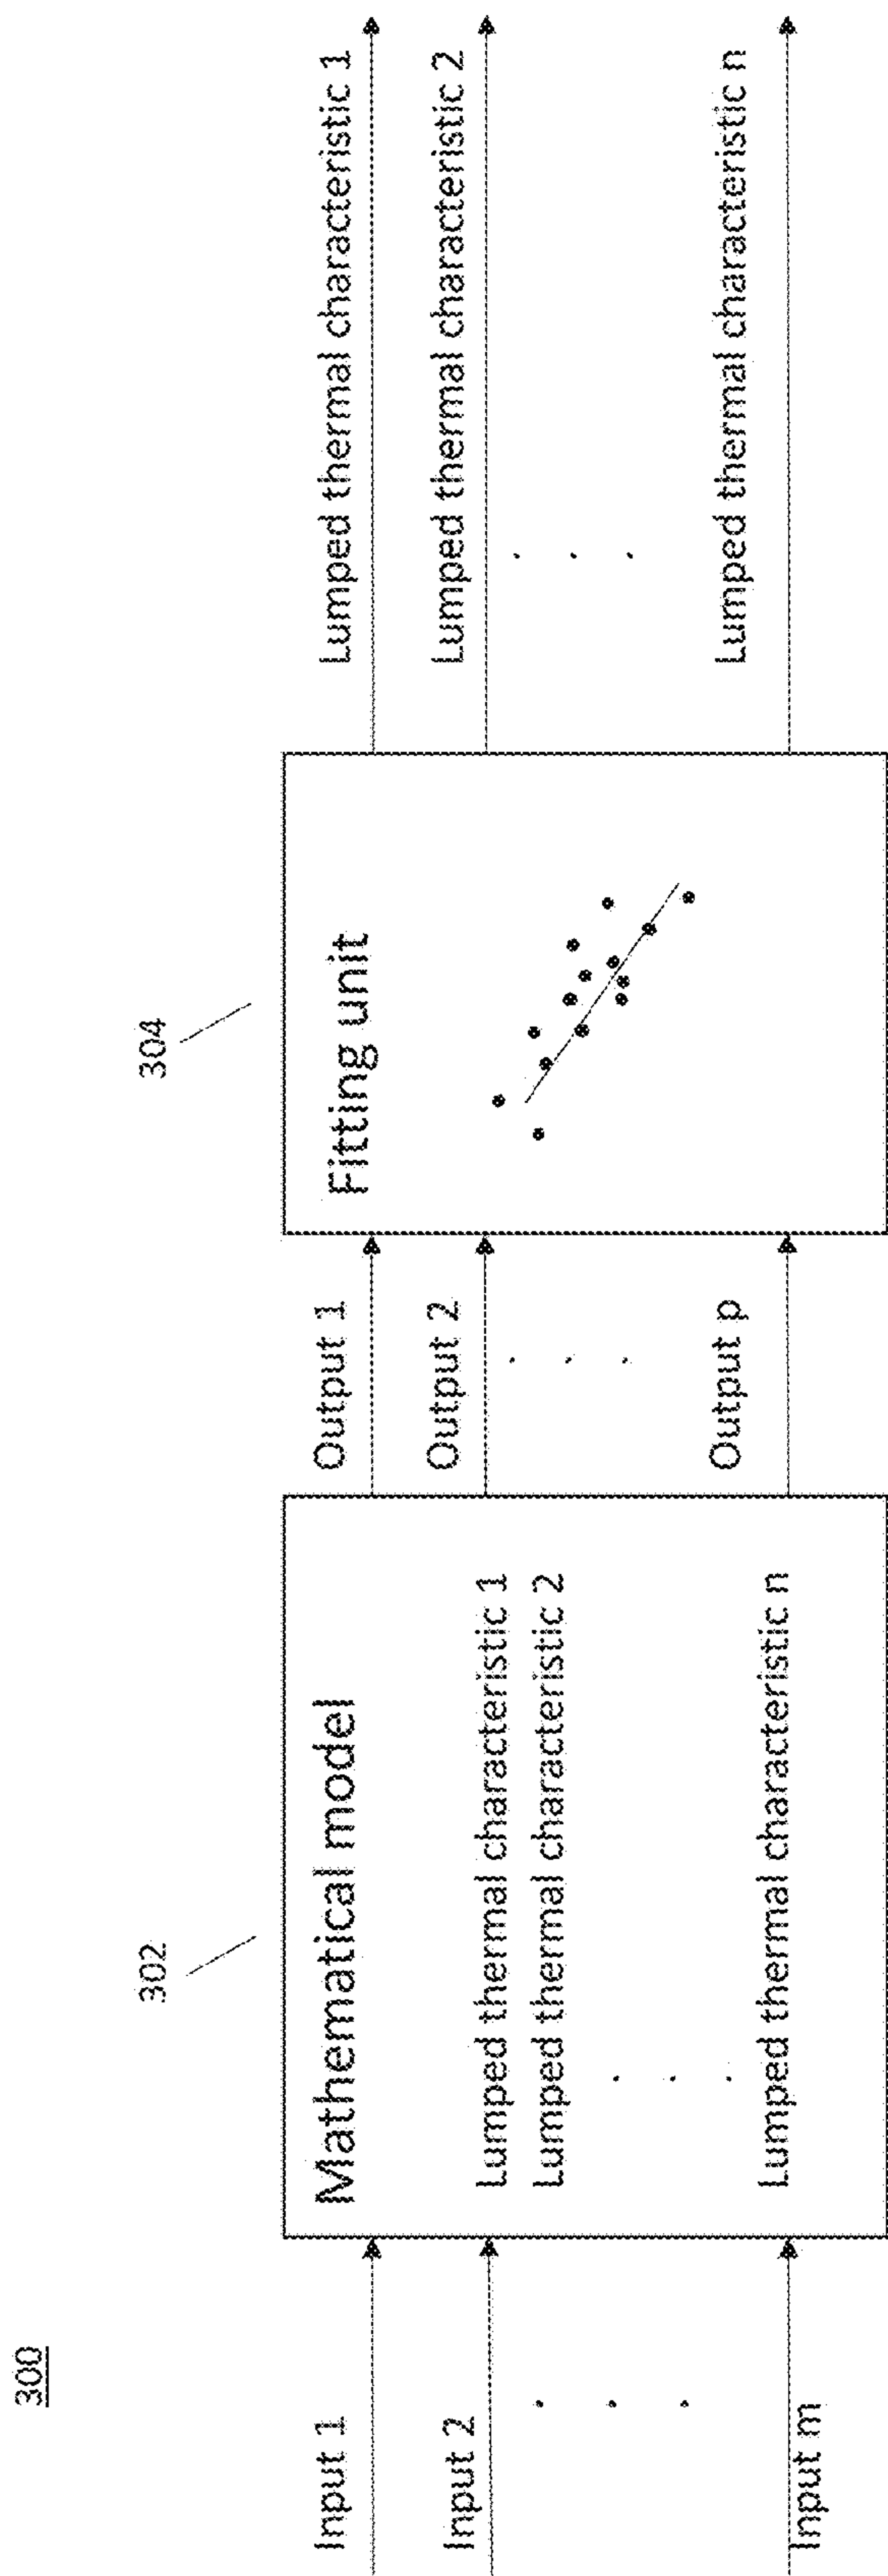 300
302
304
Input 1
Input 2
Input m
Mathematical model
Lumped thermal characteristic 1
Lumped thermal characteristic 2
Lumped thermal characteristic n
Output 1
Output 2
Output p
Fitting unit
Lumped thermal characteristic 1
Lumped thermal characteristic 2
Lumped thermal characteristic n